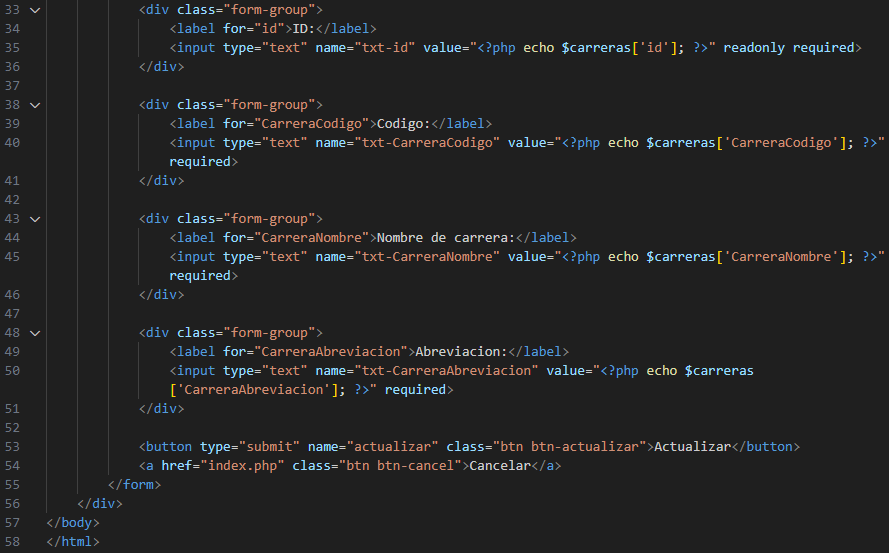 33 <div class="form-group">
34 <label for="id">ID:</label>
35 <input type="text" name="txt-id" value="<?php echo $carreras['id']; ?>" readonly required>
36 </div>
37
38 <div class="form-group">
39 <label for="CarreraCodigo">Codigo:</label>
40 <input type="text" name="txt-CarreraCodigo" value="<?php echo $carreras['CarreraCodigo']; ?>"
required>
41 </div>
42
43 <div class="form-group">
44 <label for="CarreraNombre">Nombre de carrera:</label>
45 <input type="text" name="txt-CarreraNombre" value="<?php echo $carreras['CarreraNombre']; ?>"
required>
46 </div>
47
48 <div class="form-group">
49 <label for="CarreraAbreviacion">Abreviacion:</label>
50 <input type="text" name="txt-CarreraAbreviacion" value="<?php echo $carreras
['CarreraAbreviacion']; ?>" required>
51 </div>
52
53 <button type="submit" name="actualizar" class="btn btn-actualizar">Actualizar</button>
54 <a href="index.php" class="btn btn-cancel">Cancelar</a>
55 </form>
56 </div>
57 </body>
58 </html>